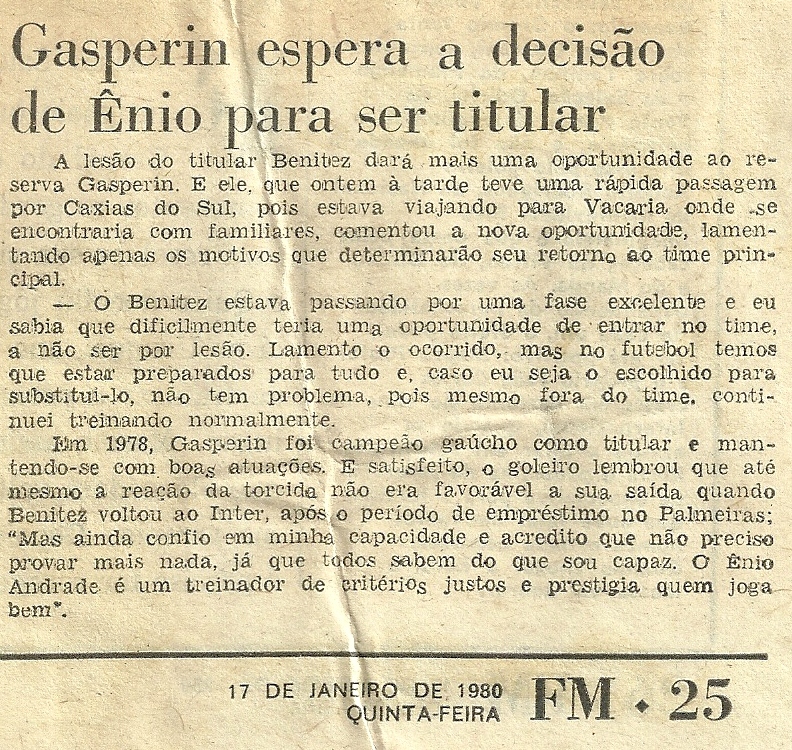 Gasperin espera a decisão
de Ênio para ser titular
A lesão do titular Benitez dará mais uma oportunidade ao re-
serva Gasperin. E ele, que ontem à tarde teve uma rápida passagem
por Caxias do Sul, pois estava viajando para Vacaria onde se
encontraria com familiares, comentou a nova oportunidade, lamen-
tando apenas os motivos que determinarão seu retorno ao time prin-
cipal.
— O Benitez estava passando por uma fase excelente e eu
sabia que dificilmente teria uma oportunidade de entrar no time,
a não ser por lesão. Lamento o ocorrido, mas no futebol temos
que estar preparados para tudo e, caso eu seja o escolhido para
substituí-lo, não tem problema, pois mesmo fora do time, conti-
nuei treinando normalmente.
Em 1978, Gasperin foi campeão gaúcho como titular e man-
tendo-se com boas atuações. E satisfeito, o goleiro lembrou que até
mesmo a reação da torcida não era favorável a sua saída quando
Benitez voltou ao Inter, após o período de empréstimo no Palmeiras;
"Mas ainda confio em minha capacidade e acredito que não preciso
provar mais nada, já que todos sabem do que sou capaz. O Ênio
Andrade é um treinador de critérios justos e prestigia quem joga
bem".
17 DE JANEIRO DE 1980
QUINTA-FEIRA FM • 25